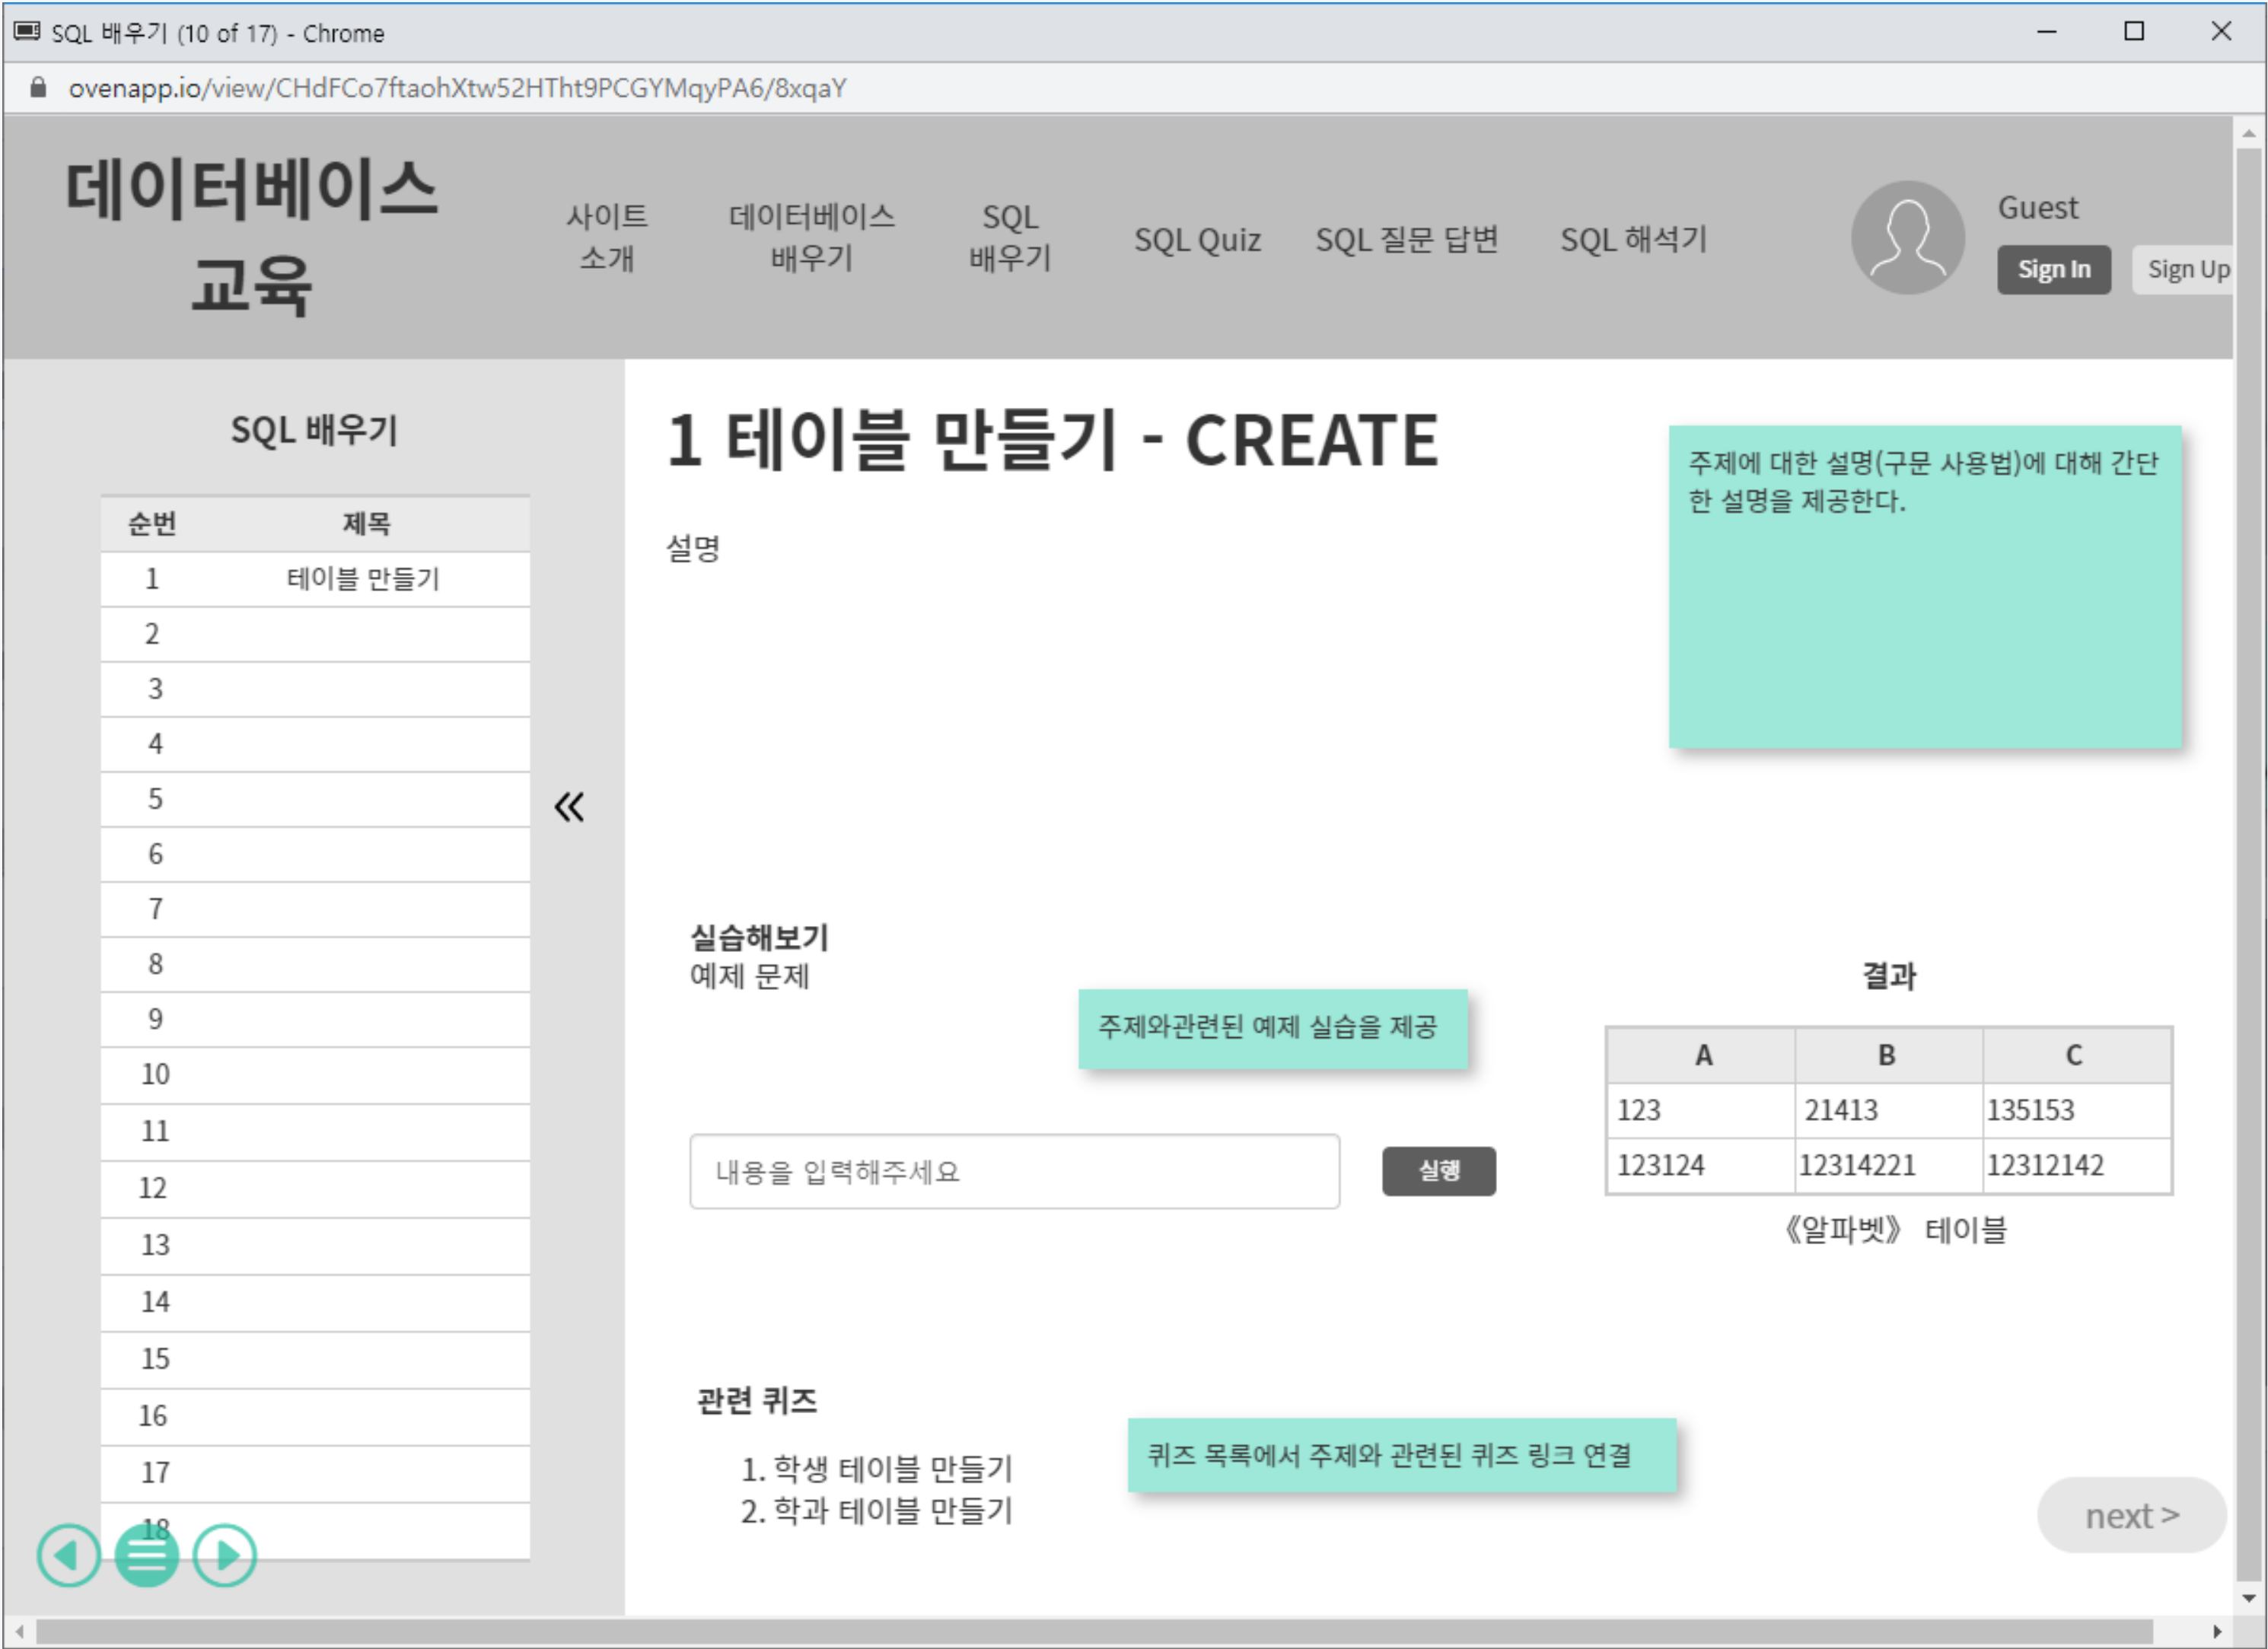 SQL 배우기 (10 of 17) - Chrome
ovenapp.io/view/CHdFCo7ftaohXtw52HTht9PCGYMqyPA6/8xqaY
데이터베이스
교육
사이트
소개
데이터베이스
배우기
SQL
배우기
SQL Quiz
SQL 질문 답변
SQL 해석기
Guest
Sign In
Sign Up
SQL 배우기
순번 제목
1 테이블 만들기
2
3
4
5
6
7
8
9
10
11
12
13
14
15
16
17
18
«
1 테이블 만들기 - CREATE
설명
주제에 대한 설명(구문 사용법)에 대해 간단
한 설명을 제공한다.
실습해보기
예제 문제
주제와관련된 예제 실습을 제공
내용을 입력해주세요
실행
결과
A B C
123 21413 135153
123124 12314221 12312142
《알파벳》 테이블
관련 퀴즈
1. 학생 테이블 만들기
2. 학과 테이블 만들기
퀴즈 목록에서 주제와 관련된 퀴즈 링크 연결
next >